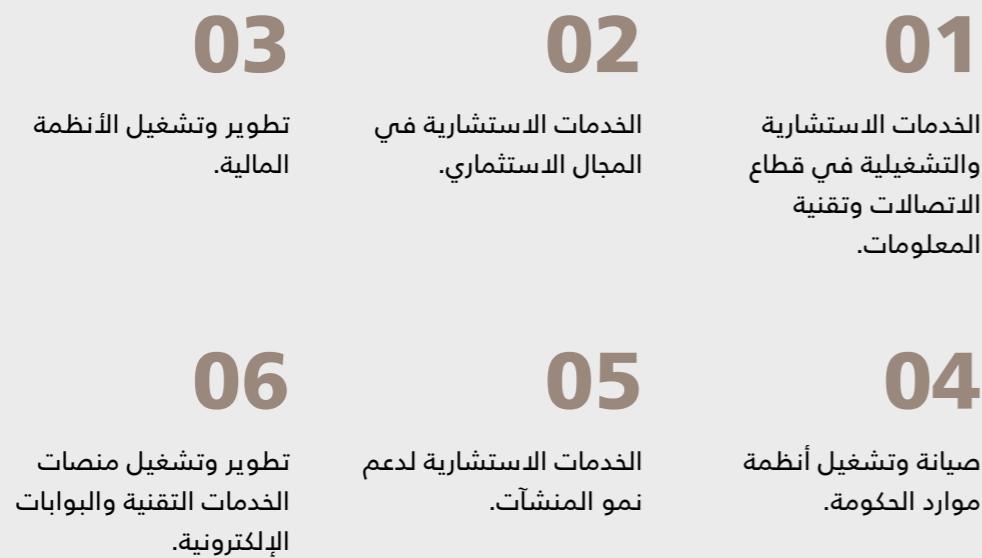 01
الخدمات الاستشارية
والتشغيلية في قطاع
الاتصالات وتقنية
المعلومات.
02
الخدمات الاستشارية في
المجال الاستثماري.
03
تطوير وتشغيل الأنظمة
المالية.
04
صيانة وتشغيل أنظمة
موارد الحكومة.
05
الخدمات الاستشارية لدعم
نمو المنشآت.
06
تطوير وتشغيل منصات
الخدمات التقنية والبوابات
الإلكترونية.